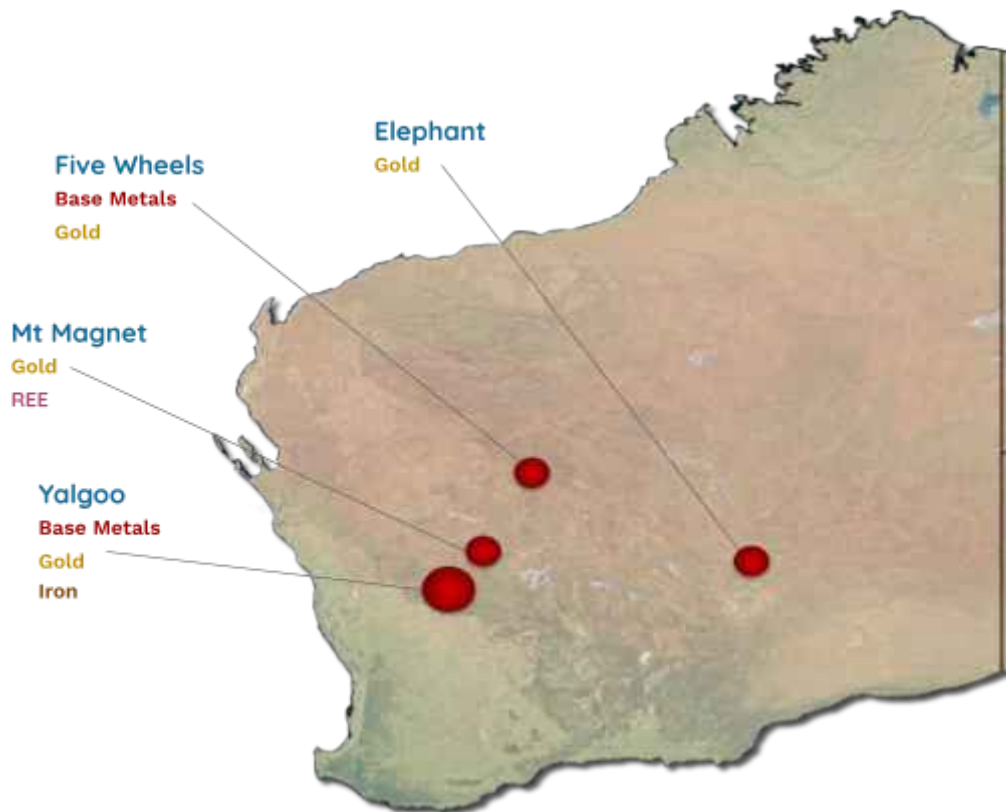 Elephant
Gold
Five Wheels
Base Metals
Gold
Mt Magnet
Gold
REE
Yalgoo
Base Metals
Gold
Iron